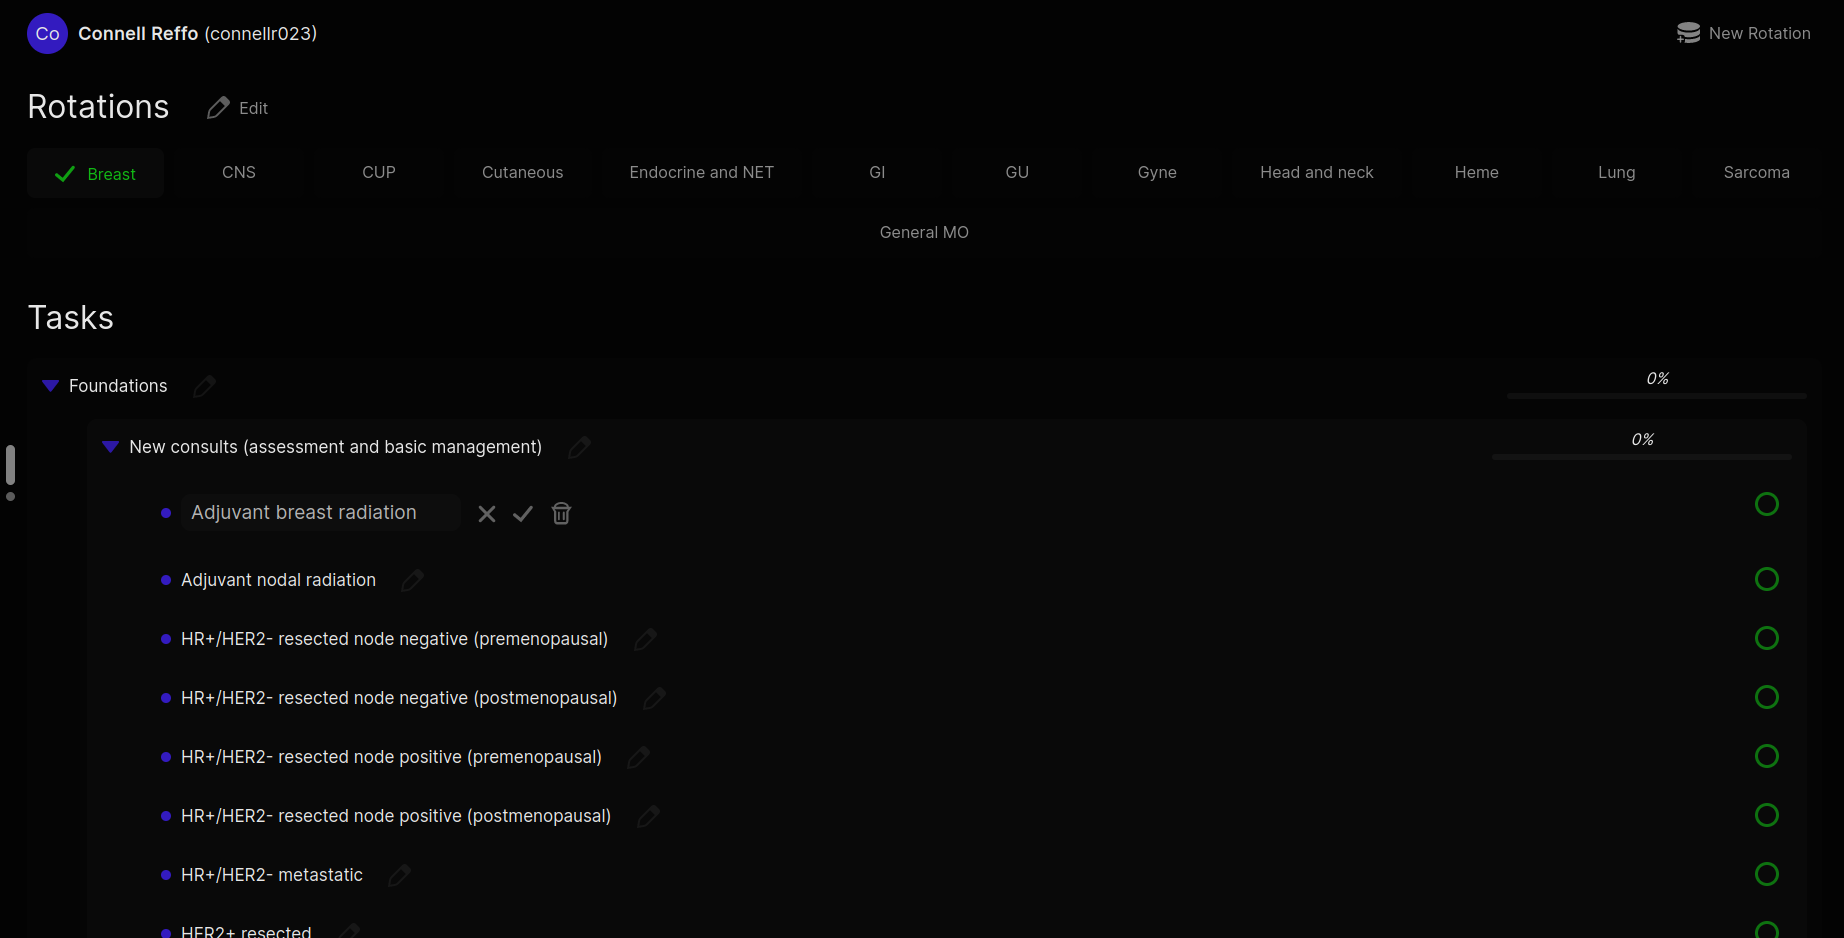 Co Connell Reffo (connellr023) New Rotation
Rotations Edit
Breast CNS CUP Cutaneous Endocrine and NET GI GU Gyne Head and neck Heme Lung Sarcoma
General MO
Tasks
Foundations 0%
New consults (assessment and basic management) 0%
Adjuvant breast radiation
Adjuvant nodal radiation
HR+/HER2- resected node negative (premenopausal)
HR+/HER2- resected node negative (postmenopausal)
HR+/HER2- resected node positive (premenopausal)
HR+/HER2- resected node positive (postmenopausal)
HR+/HER2- metastatic
HER2+ resected